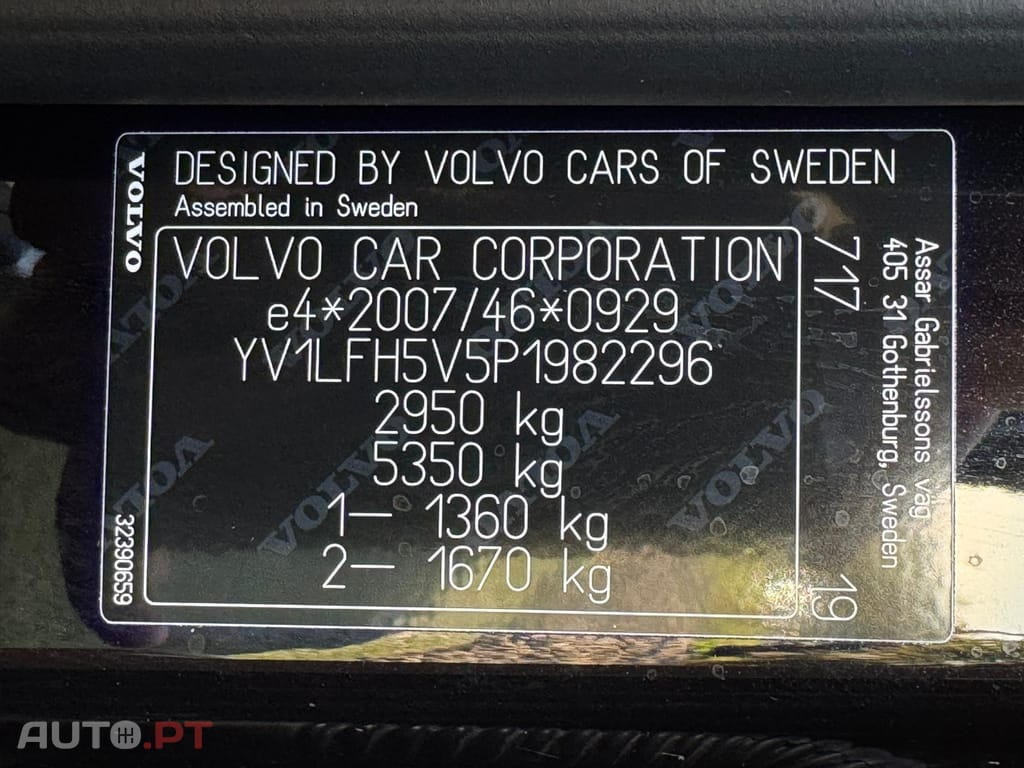 VOLVO
DESIGNED BY VOLVO CARS OF SWEDEN
Assembled in Sweden
VOLVO CAR CORPORATION
e4*2007/46*0929
YV1LFH5V5P1982296
2950 kg
5350 kg
1– 1360 kg
2– 1670 kg
717
19
Assar Gabrielssons väg
405 31 Gothenburg, Sweden
32390659
AUTO.PT